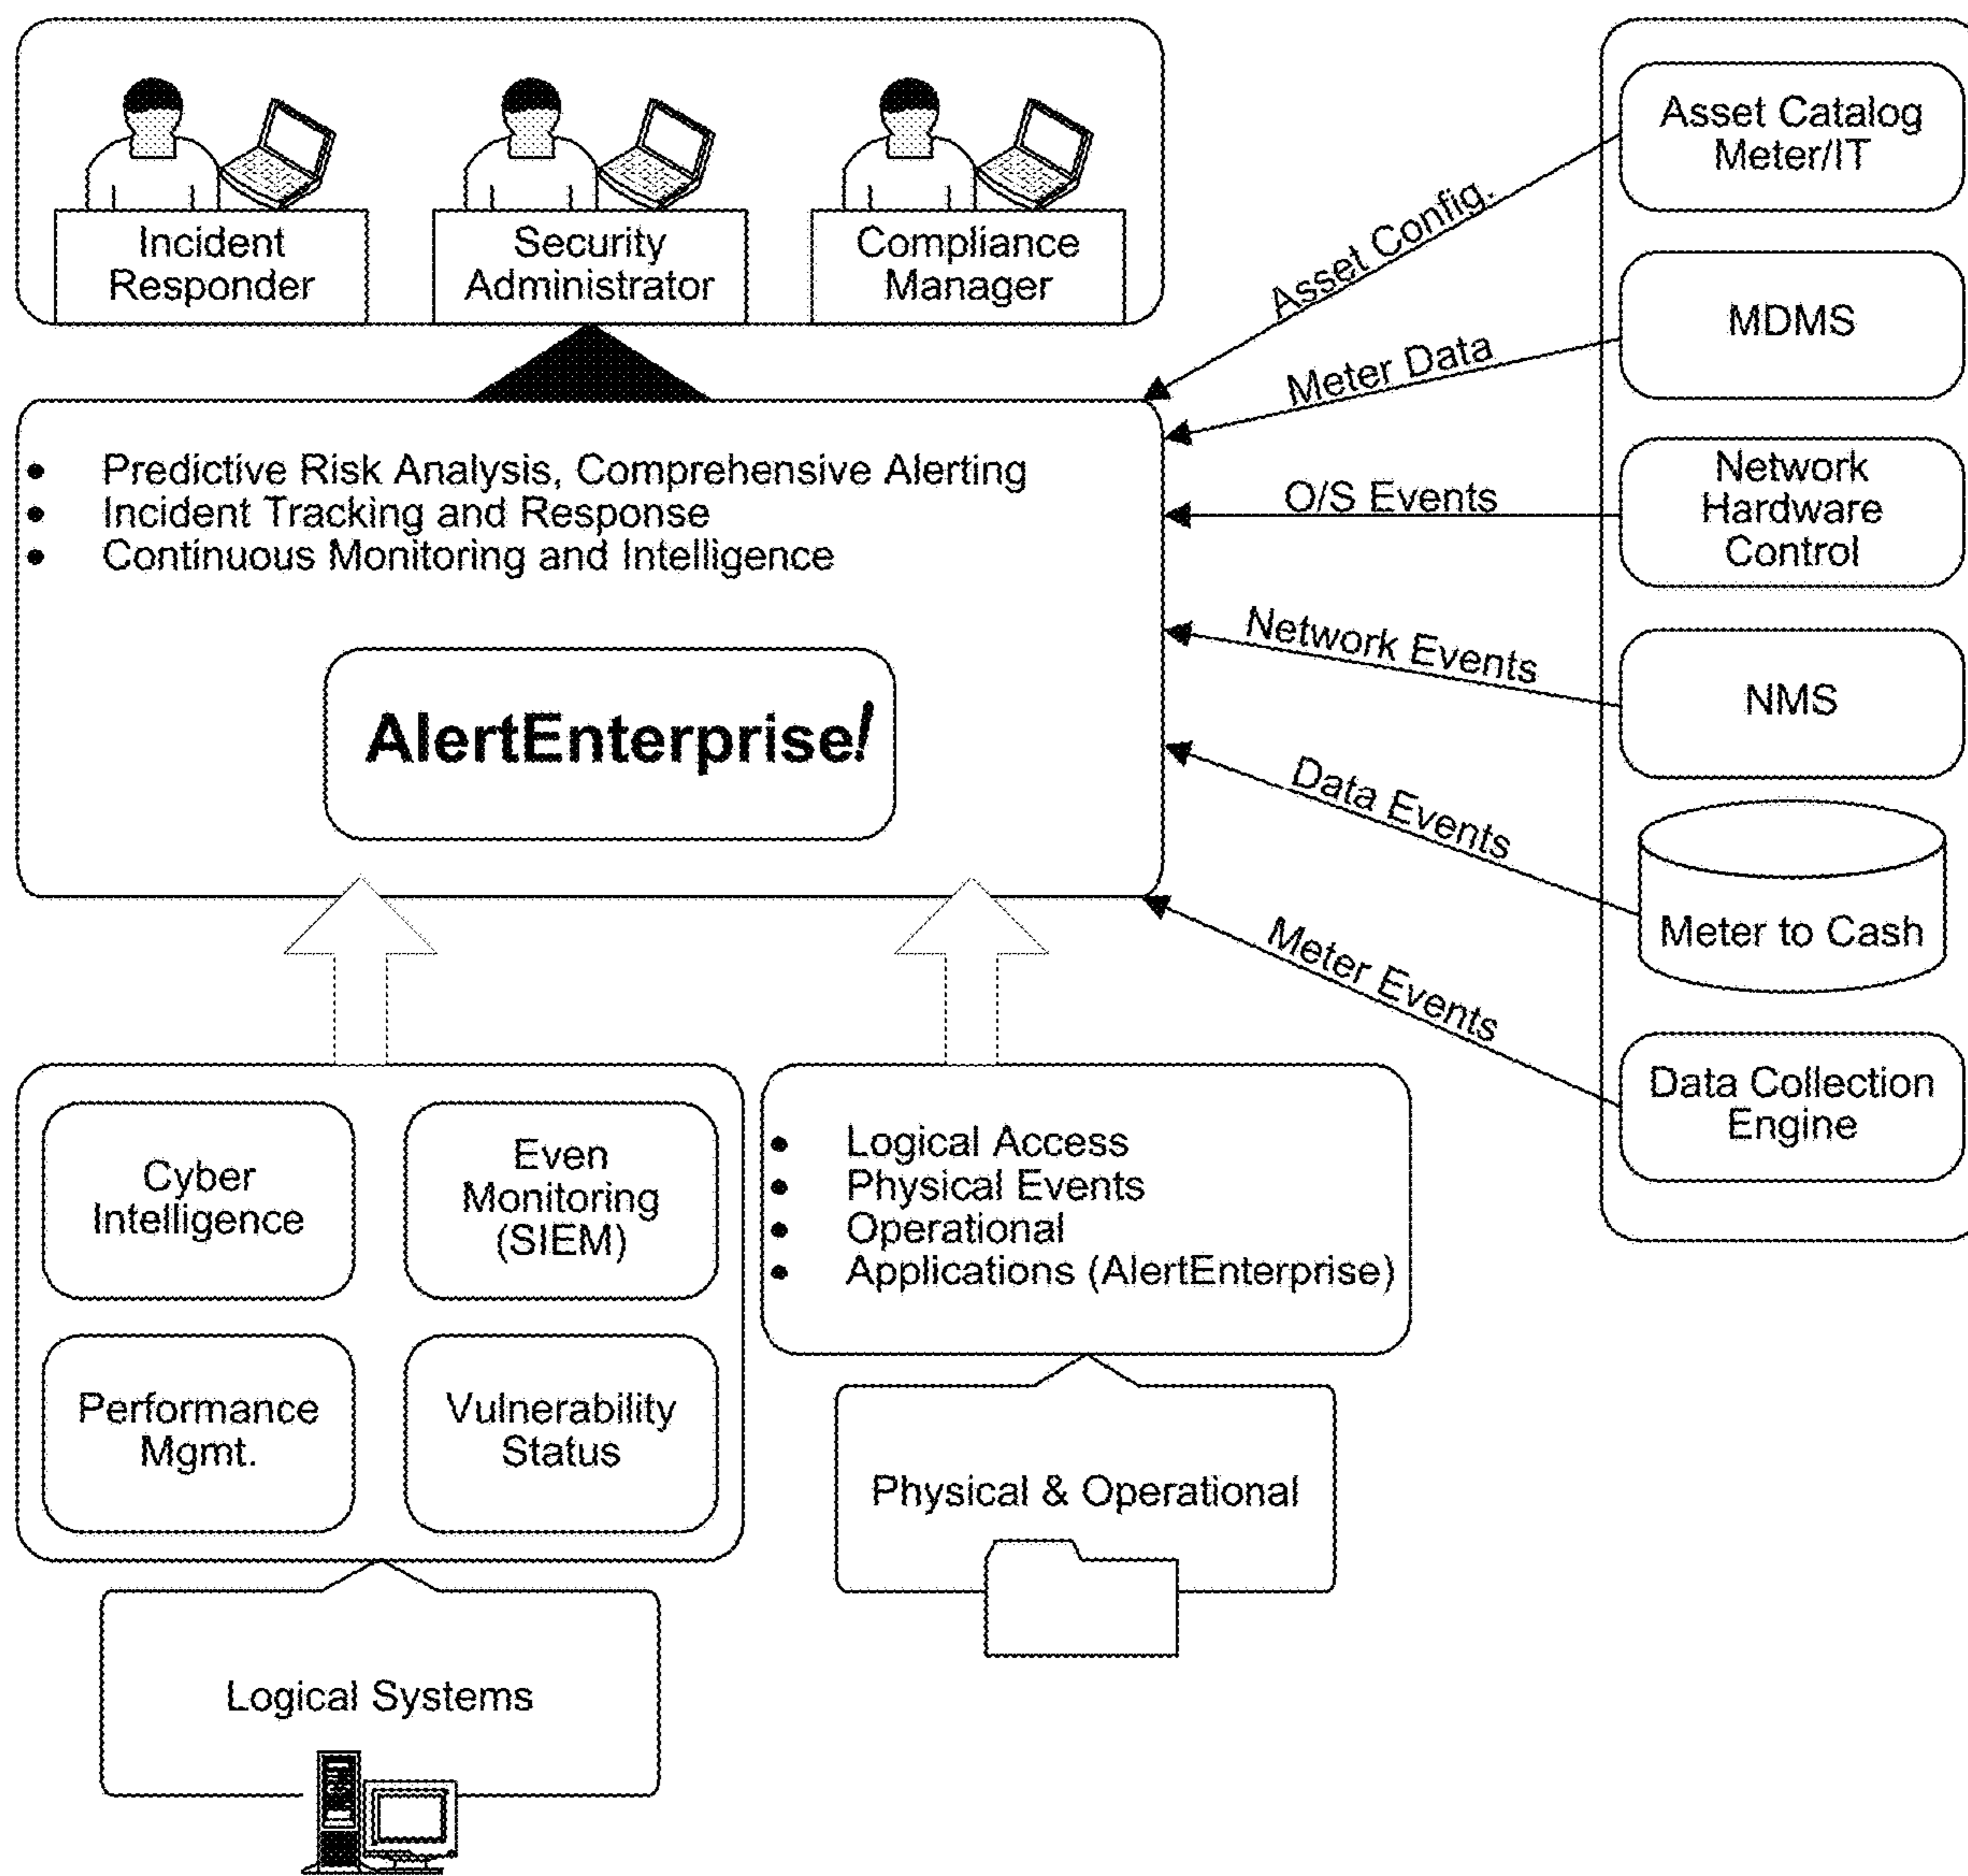 Incident
Responder
Security
Administrator
Compliance
Manager
• Predictive Risk Analysis, Comprehensive Alerting
• Incident Tracking and Response
• Continuous Monitoring and Intelligence
AlertEnterprise!
Asset Config.
Meter Data
O/S Events
Network Events
Data Events
Meter Events
Asset Catalog
Meter/IT
MDMS
Network
Hardware
Control
NMS
Meter to Cash
Data Collection
Engine
Cyber
Intelligence
Even
Monitoring
(SIEM)
Performance
Mgmt.
Vulnerability
Status
• Logical Access
• Physical Events
• Operational
• Applications (AlertEnterprise)
Physical & Operational
Logical Systems